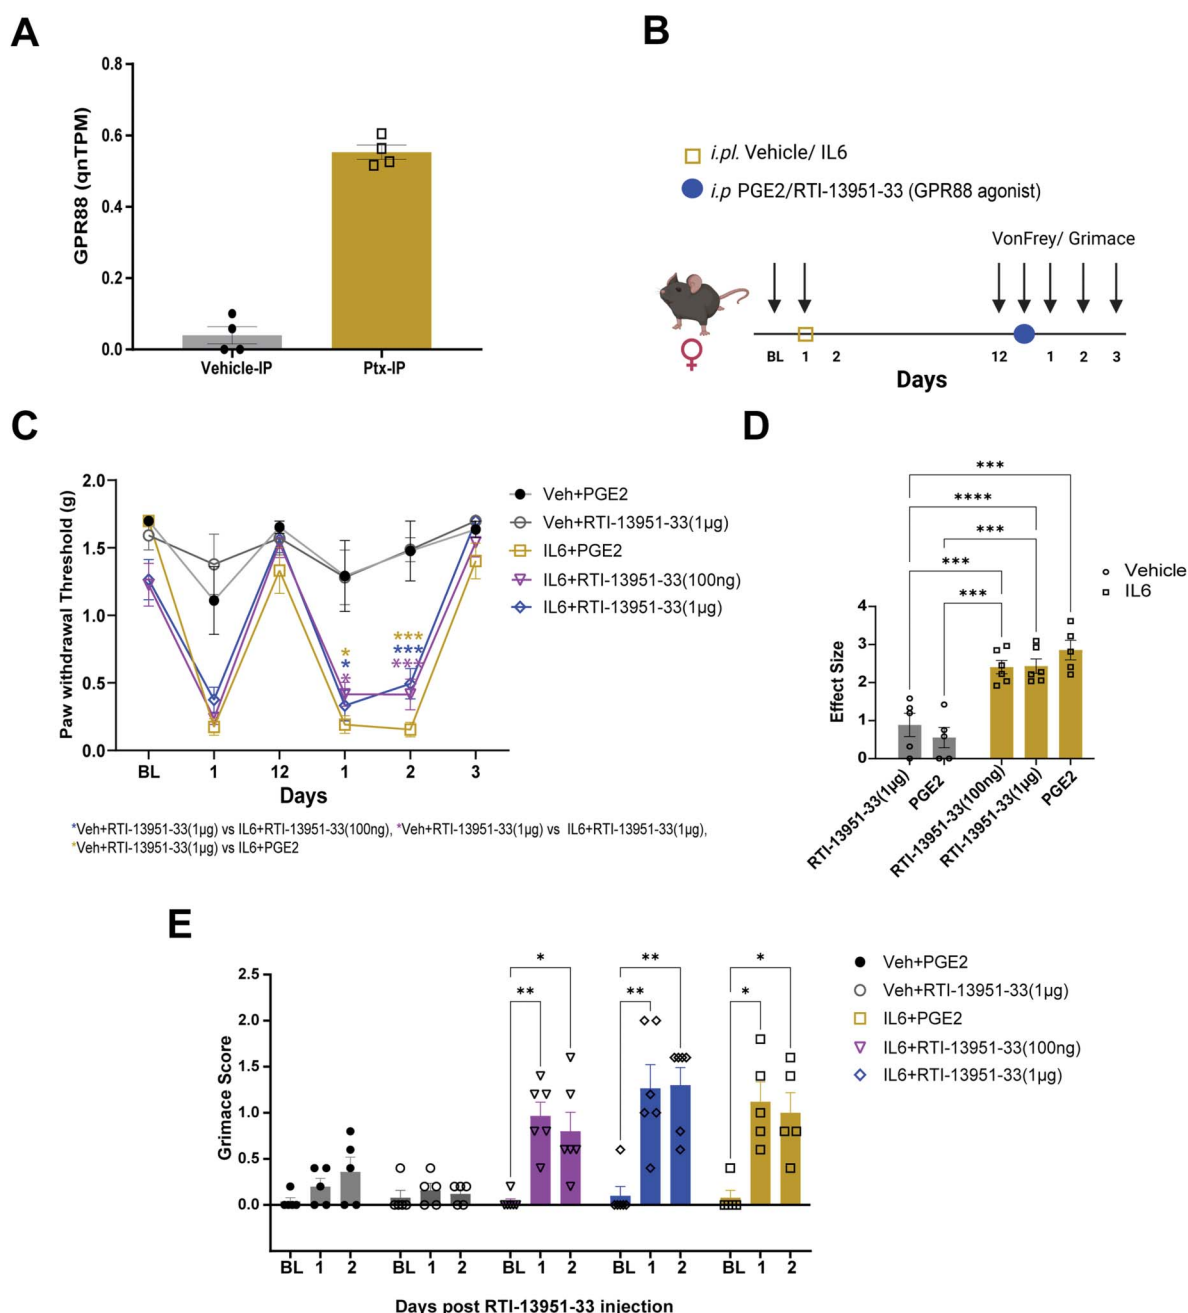 A
GPR88 (qnTPM)
0.8
0.6
0.4
0.2
0.0
Vehicle-IP
Ptx-IP
B
i.pl. Vehicle/ IL6
i.p PGE2/RTI-13951-33 (GPR88 agonist)
VonFrey/ Grimace
♀
BL 1 2 12 1 2 3
Days
C
Paw withdrawal Threshold (g)
2.0
1.5
1.0
0.5
0.0
* * *
*** *** ***
BL 1 12 1 2 3
Days
Veh+PGE2
Veh+RTI-13951-33(1µg)
IL6+PGE2
IL6+RTI-13951-33(100ng)
IL6+RTI-13951-33(1µg)
*Veh+RTI-13951-33(1µg) vs IL6+RTI-13951-33(100ng), *Veh+RTI-13951-33(1µg) vs IL6+RTI-13951-33(1µg),
*Veh+RTI-13951-33(1µg) vs IL6+PGE2
D
***
****
***
***
***
Vehicle
IL6
Effect Size
4
3
2
1
0
RTI-13951-33(1µg)
PGE2
RTI-13951-33(100ng)
RTI-13951-33(1µg)
PGE2
E
Grimace Score
2.5
2.0
1.5
1.0
0.5
0.0
* ** *
** ** *
BL 1 2 BL 1 2 BL 1 2 BL 1 2 BL 1 2
Days post RTI-13951-33 injection
Veh+PGE2
Veh+RTI-13951-33(1µg)
IL6+PGE2
IL6+RTI-13951-33(100ng)
IL6+RTI-13951-33(1µg)